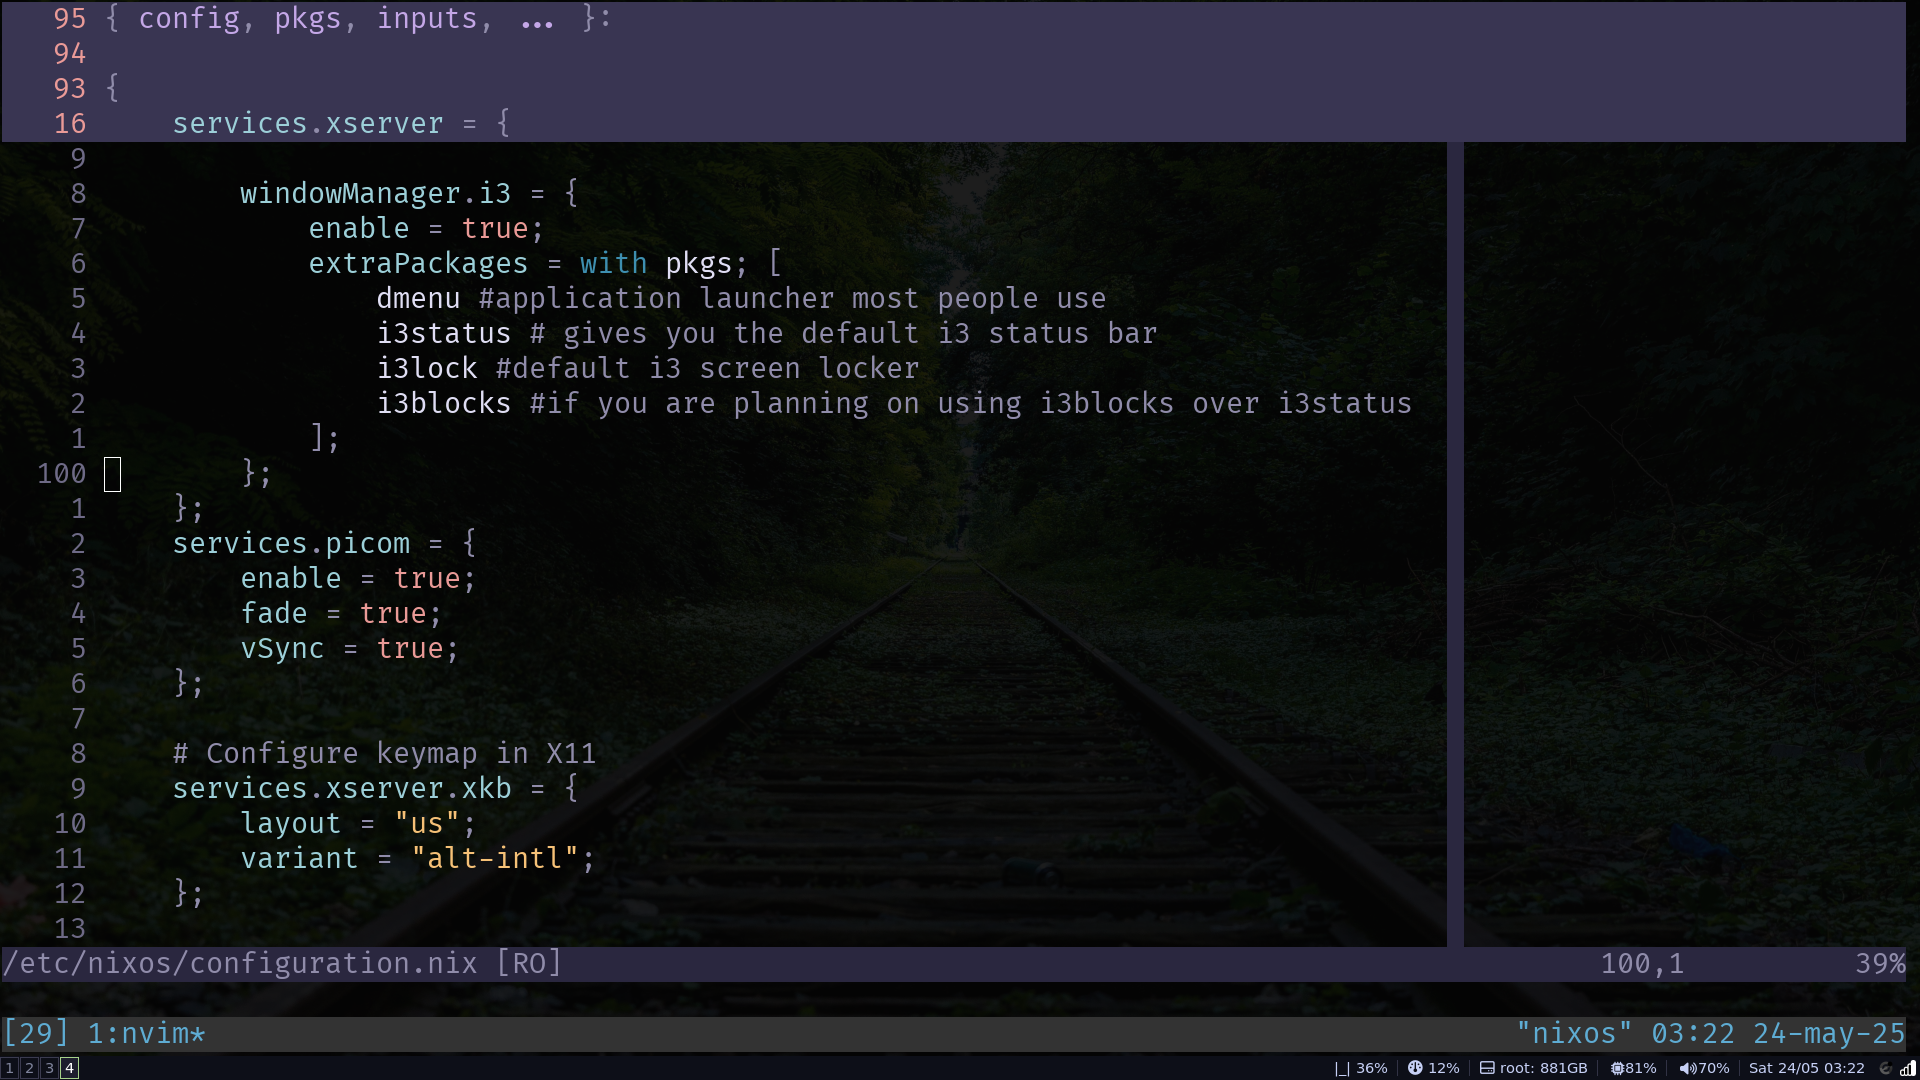 95 { config, pkgs, inputs, ... }:
94
93 {
16     services.xserver = {
9
8         windowManager.i3 = {
7             enable = true;
6             extraPackages = with pkgs; [
5                 dmenu #application launcher most people use
4                 i3status # gives you the default i3 status bar
3                 i3lock #default i3 screen locker
2                 i3blocks #if you are planning on using i3blocks over i3status
1             ];
100         };
1     };
2     services.picom = {
3         enable = true;
4         fade = true;
5         vSync = true;
6     };
7
8     # Configure keymap in X11
9     services.xserver.xkb = {
10         layout = "us";
11         variant = "alt-intl";
12     };
13
/etc/nixos/configuration.nix [RO] 100,1 39%
[29] 1:nvim* "nixos" 03:22 24-may-25
1 2 3 4 |_| 36% 12% root: 881GB 81% 70% Sat 24/05 03:22